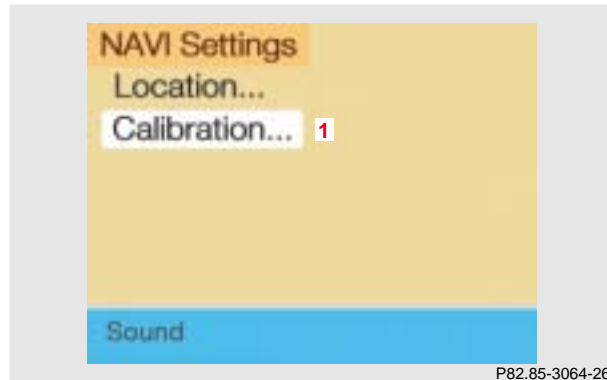 NAVI Settings
Location...
Calibration... 1
Sound
P82.85-3064-26